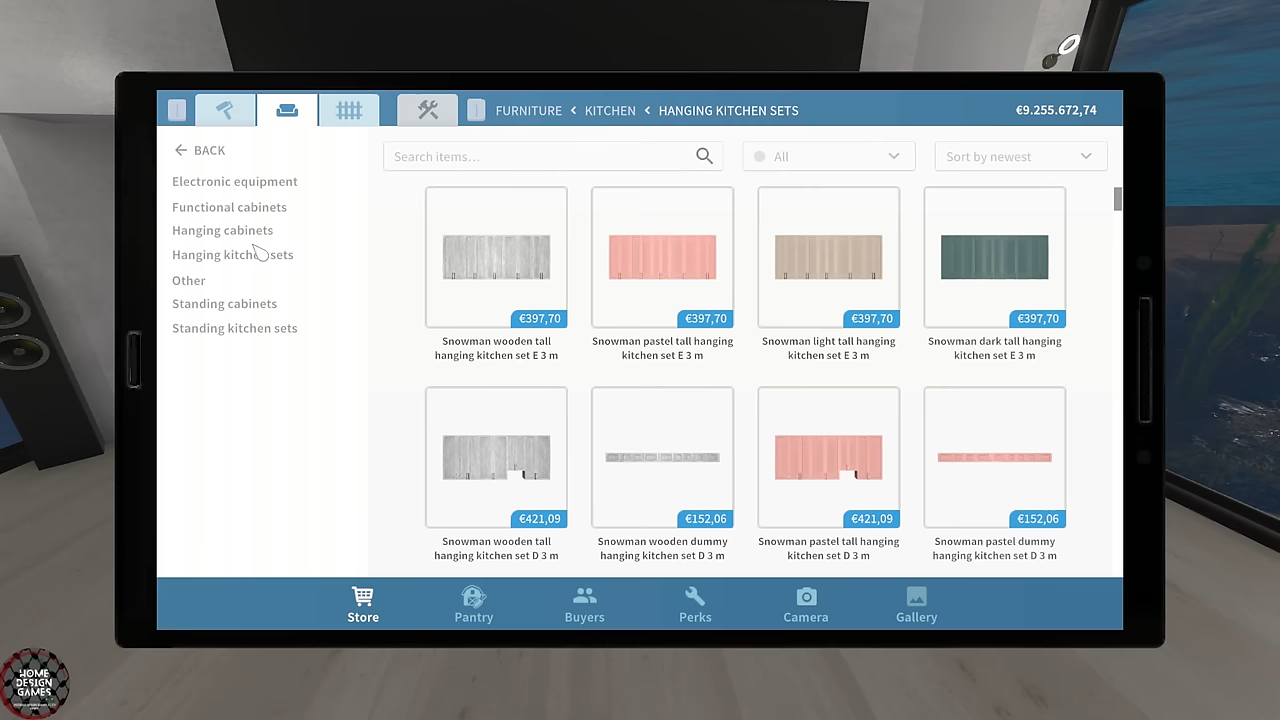 FURNITURE < KITCHEN < HANGING KITCHEN SETS
€9.255.672,74
BACK
Search items...
All
Sort by newest
Electronic equipment
Functional cabinets
Hanging cabinets
Hanging kitchen sets
Other
Standing cabinets
Standing kitchen sets
€397,70
€397,70
€397,70
€397,70
Snowman wooden tall
hanging kitchen set E 3 m
Snowman pastel tall hanging
kitchen set E 3 m
Snowman light tall hanging
kitchen set E 3 m
Snowman dark tall hanging
kitchen set E 3 m
€421,09
€152,06
€421,09
€152,06
Snowman wooden tall
hanging kitchen set D 3 m
Snowman wooden dummy
hanging kitchen set D 3 m
Snowman pastel tall hanging
kitchen set D 3 m
Snowman pastel dummy
hanging kitchen set D 3 m
Store
Pantry
Buyers
Perks
Camera
Gallery
HOME
DESIGN
GAMES